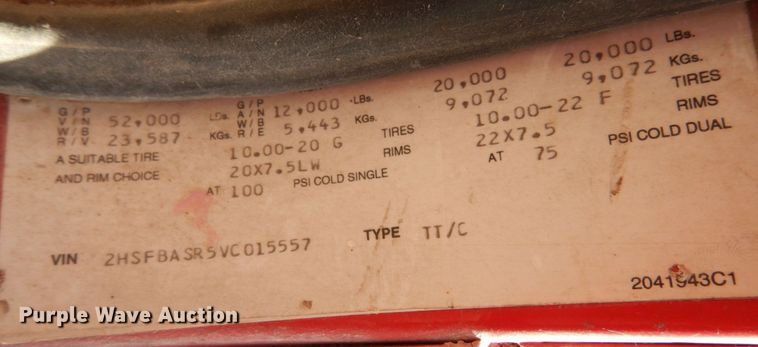 20,000 20,000 LBs.
G/P V/N W/B R/V 52,000 LBs. G/P A/N W/B R/E 12,000 LBs. 9,072 9,072 KGs.
23,587 KGs. 5,443 KGs. 10.00-22 F TIRES
A SUITABLE TIRE 10.00-20 G TIRES 22X7.5 RIMS
AND RIM CHOICE 20X7.5LW RIMS AT 75 PSI COLD DUAL
AT 100 PSI COLD SINGLE
VIN 2HSFBASR5VC015557 TYPE TT/C
2041943C1
Purple Wave Auction